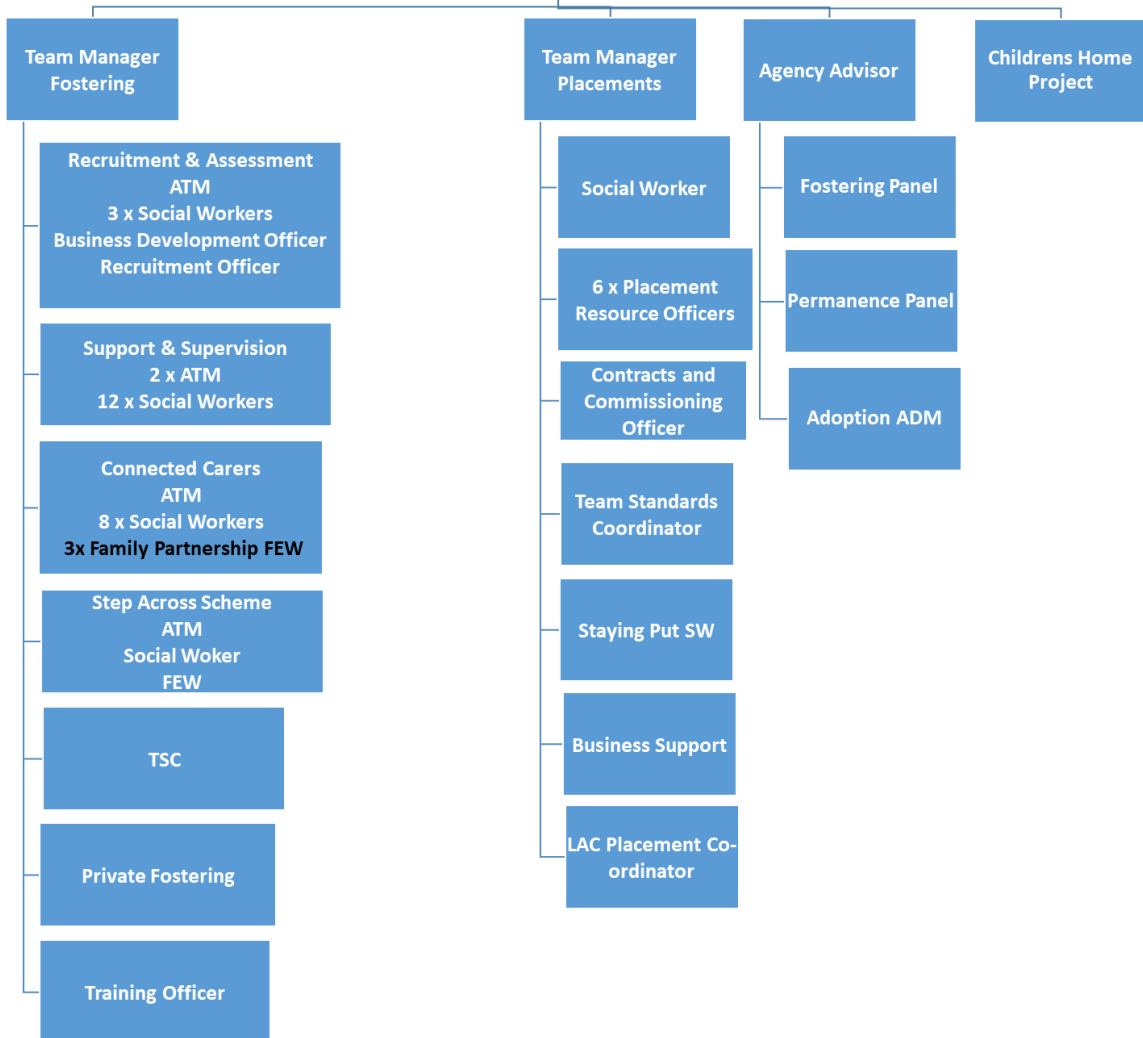 Team Manager
Fostering
Recruitment & Assessment
ATM
3 x Social Workers
Business Development Officer
Recruitment Officer
Support & Supervision
2 x ATM
12 x Social Workers
Connected Carers
ATM
8 x Social Workers
3x Family Partnership FEW
Step Across Scheme
ATM
Social Woker
FEW
TSC
Private Fostering
Training Officer
Team Manager
Placements
Social Worker
6 x Placement
Resource Officers
Contracts and
Commissioning
Officer
Team Standards
Coordinator
Staying Put SW
Business Support
LAC Placement Co-
ordinator
Agency Advisor
Fostering Panel
Permanence Panel
Adoption ADM
Childrens Home
Project